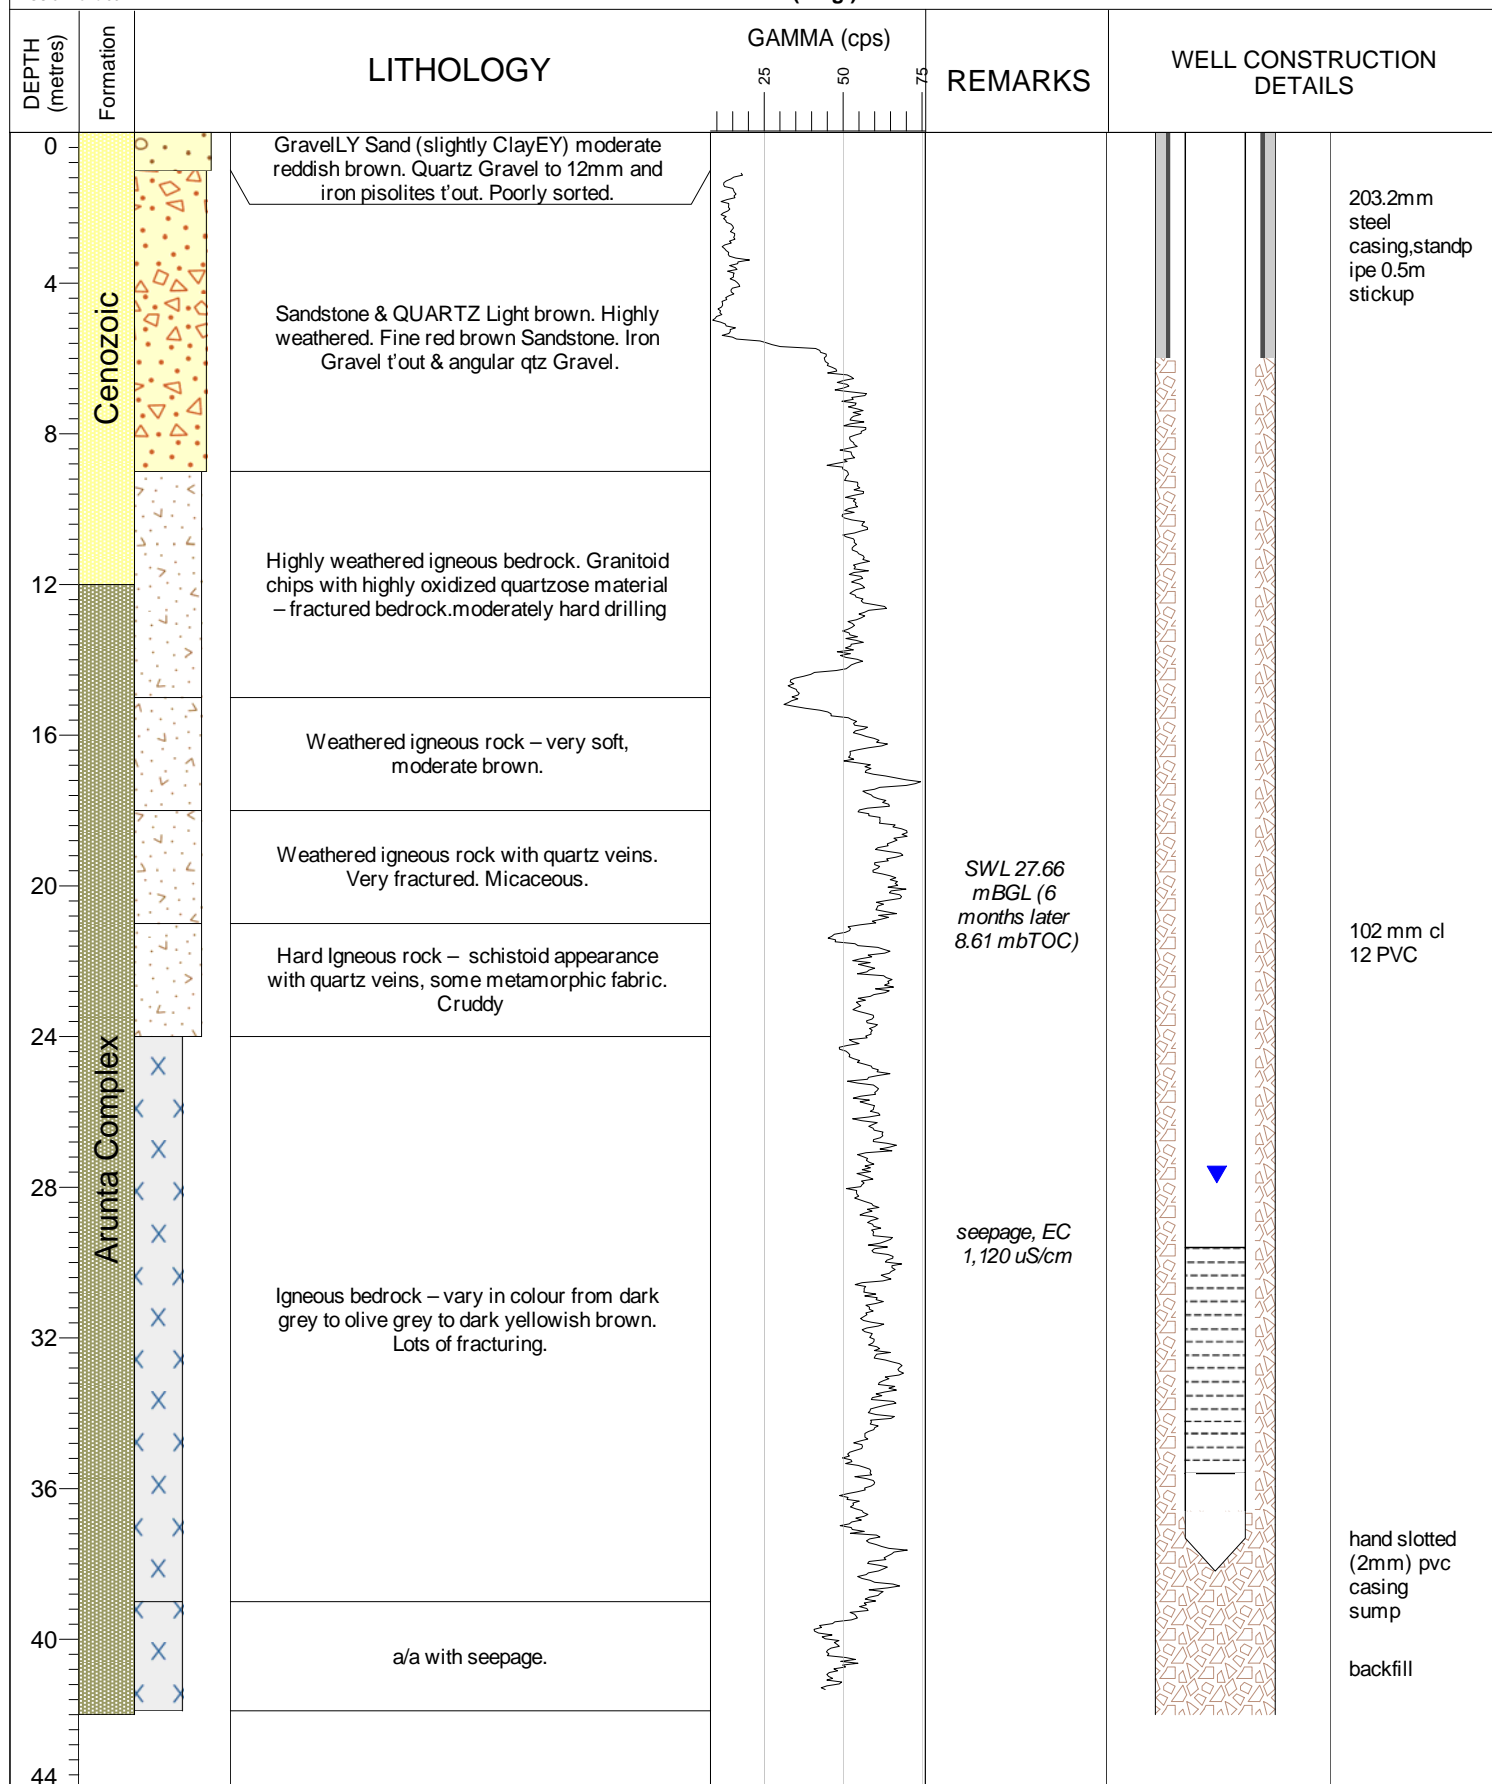 DEPTH
(metres)
Formation
LITHOLOGY
GAMMA (cps)
25
50
75
REMARKS
WELL CONSTRUCTION
DETAILS
0
4
8
12
16
20
24
28
32
36
40
44
Cenozoic
Arunta Complex
GravelLY Sand (slightly ClayEY) moderate
reddish brown. Quartz Gravel to 12mm and
iron pisolites t'out. Poorly sorted.
Sandstone & QUARTZ Light brown. Highly
weathered. Fine red brown Sandstone. Iron
Gravel t'out & angular qtz Gravel.
Highly weathered igneous bedrock. Granitoid
chips with highly oxidized quartzose material
– fractured bedrock.moderately hard drilling
Weathered igneous rock – very soft,
moderate brown.
Weathered igneous rock with quartz veins.
Very fractured. Micaceous.
Hard Igneous rock – schistoid appearance
with quartz veins, some metamorphic fabric.
Cruddy
Igneous bedrock – vary in colour from dark
grey to olive grey to dark yellowish brown.
Lots of fracturing.
a/a with seepage.
SWL 27.66
mBGL (6
months later
8.61 mbTOC)
seepage, EC
1,120 uS/cm
203.2mm
steel
casing,standp
ipe 0.5m
stickup
102 mm cl
12 PVC
hand slotted
(2mm) pvc
casing
sump
backfill